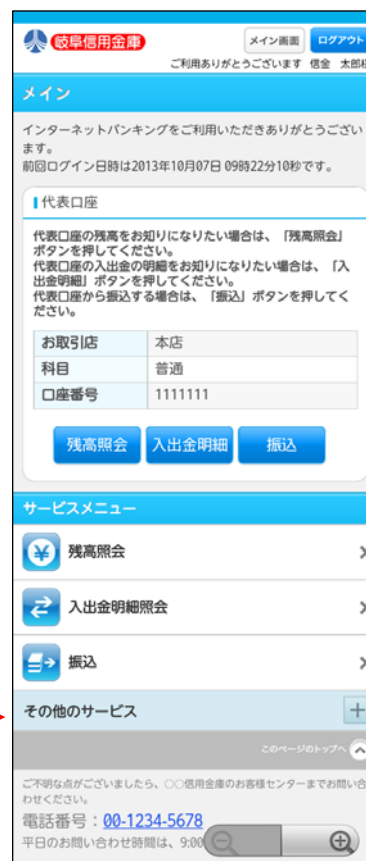 岐阜信用金庫
メイン画面
ログアウト
ご利用ありがとうございます 信金 太郎様
メイン
インターネットバンキングをご利用いただきありがとうござい
ます。
前回ログイン日時は2013年10月07日 09時22分10秒です。
代表口座
代表口座の残高をお知りになりたい場合は、「残高照会」
ボタンを押してください。
代表口座の入出金の明細をお知りになりたい場合は、「入
出金明細」ボタンを押してください。
代表口座から振込する場合は、「振込」ボタンを押してく
ださい。
お取引店 本店
科目 普通
口座番号 1111111
残高照会 入出金明細 振込
サービスメニュー
残高照会
入出金明細照会
振込
その他のサービス
このページのトップへ
ご不明な点がございましたら、○○信用金庫のお客様センターまでお問い合
わせください。
電話番号：00-1234-5678
平日のお問い合わせ時間は、9:00